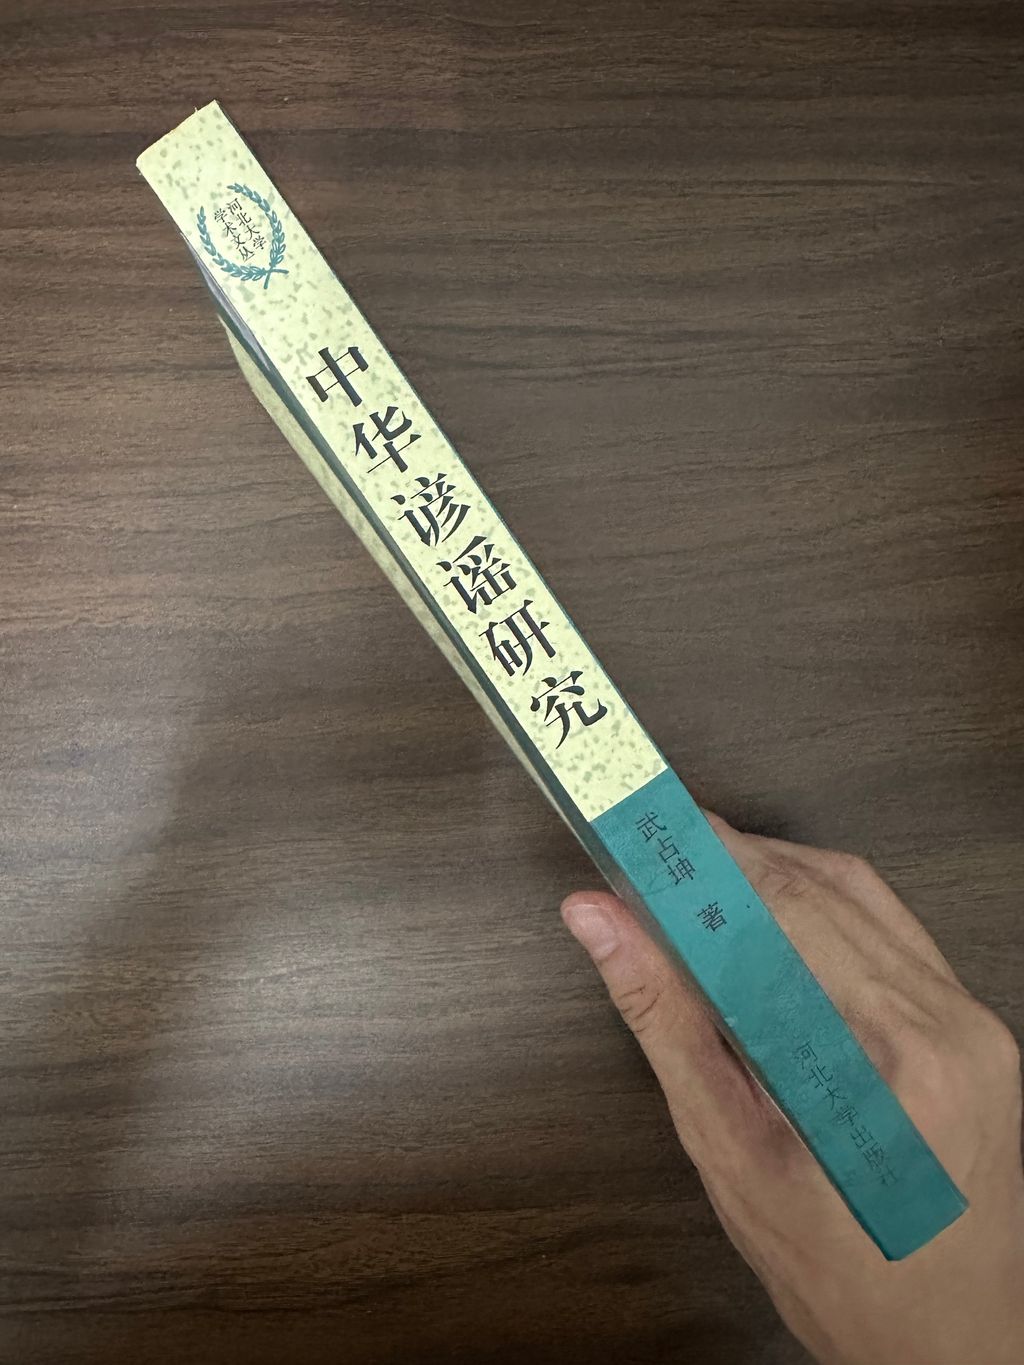 河北大学
学术文丛
中华谚谣研究
武占坤 著
河北大学出版社